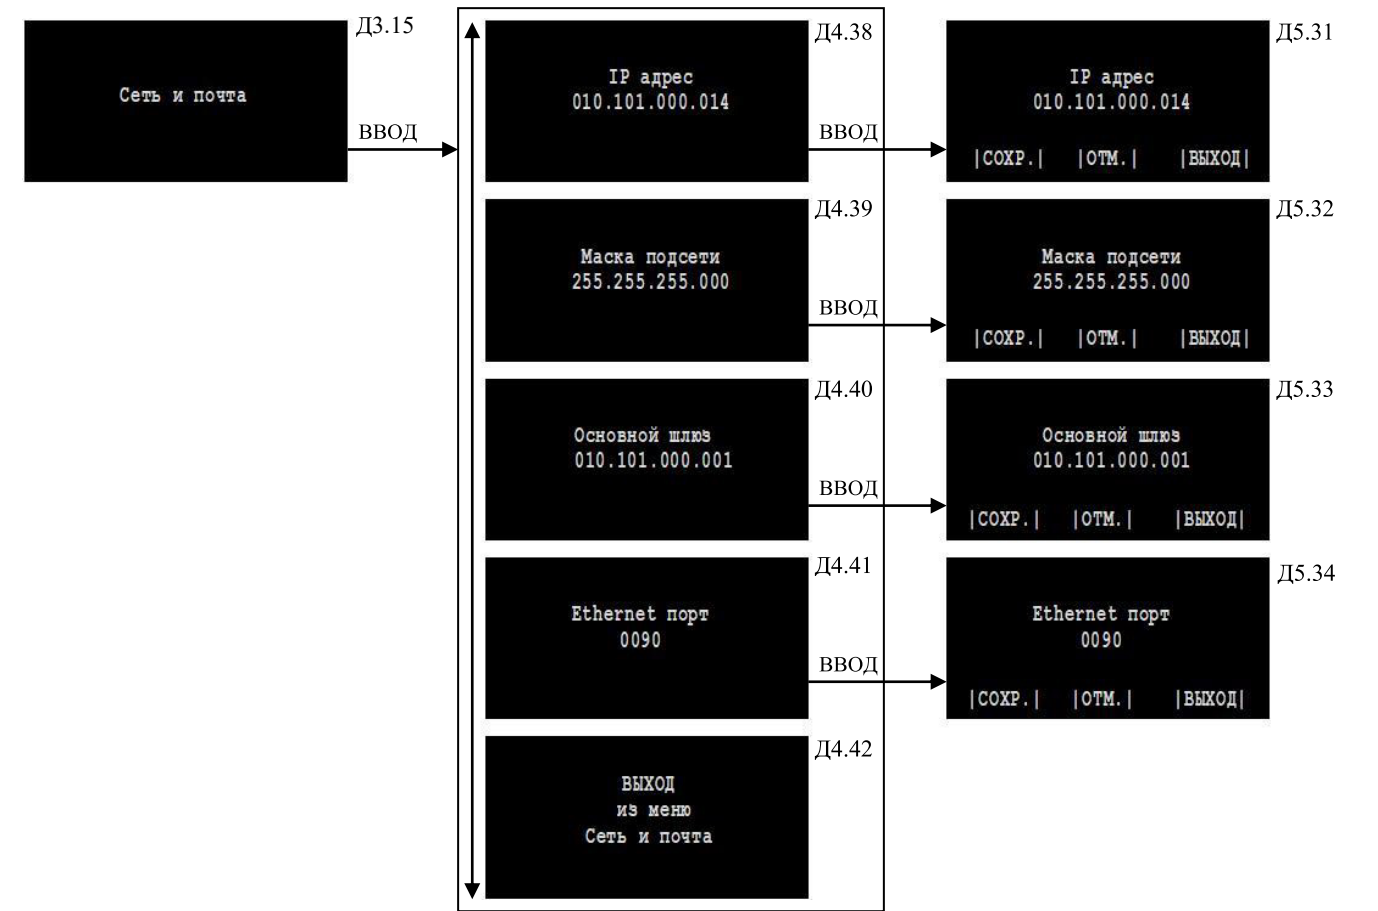 Д3.15
Сеть и почта
ВВОД
Д4.38
IP адрес
010.101.000.014
ВВОД
Д5.31
IP адрес
010.101.000.014
|СОХР.| |ОТМ.| |ВЫХОД|
Д4.39
Маска подсети
255.255.255.000
ВВОД
Д5.32
Маска подсети
255.255.255.000
|СОХР.| |ОТМ.| |ВЫХОД|
Д4.40
Основной шлюз
010.101.000.001
ВВОД
Д5.33
Основной шлюз
010.101.000.001
|СОХР.| |ОТМ.| |ВЫХОД|
Д4.41
Ethernet порт
0090
ВВОД
Д5.34
Ethernet порт
0090
|СОХР.| |ОТМ.| |ВЫХОД|
Д4.42
ВЫХОД
из меню
Сеть и почта